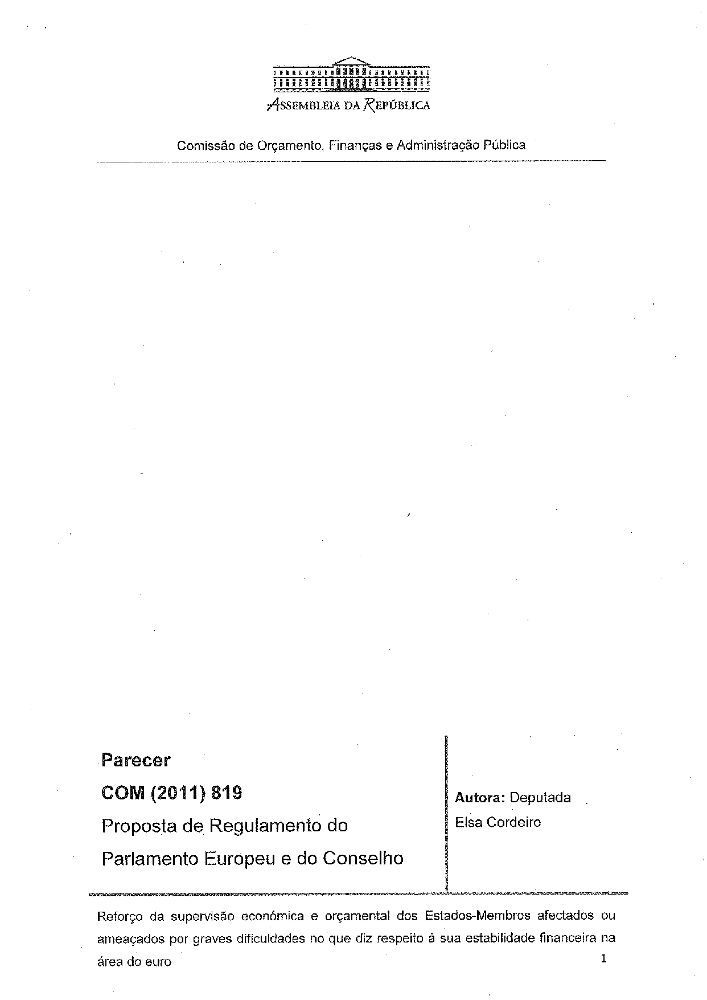 ASSEMBLEIA DA REPÚBLICA
Comissão de Orçamento, Finanças e Administração Pública
Parecer
COM (2011) 819
Proposta de Regulamento do
Parlamento Europeu e do Conselho
Autora: Deputada
Elsa Cordeiro
Reforço da supervisão económica e orçamental dos Estados-Membros afectados ou
ameaçados por graves dificuldades no que diz respeito à sua estabilidade financeira na
área do euro
1